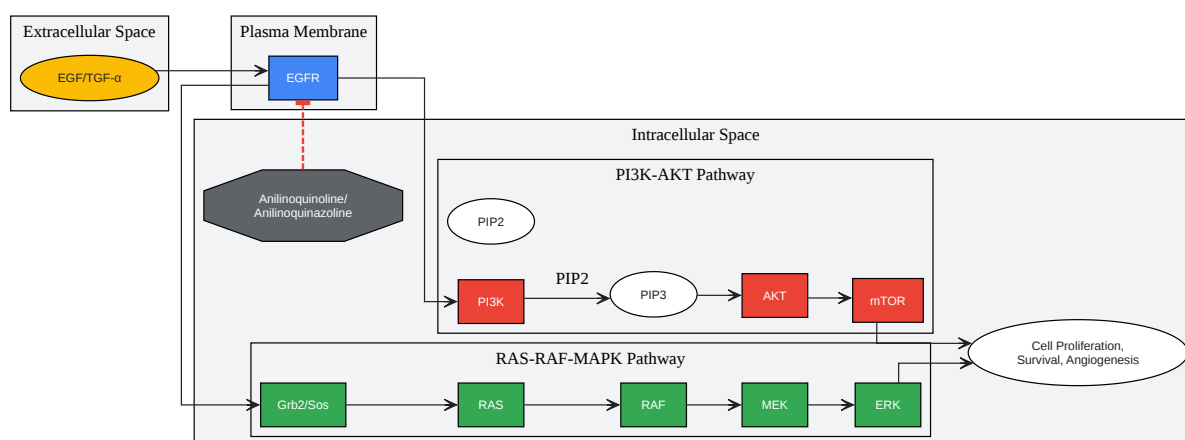 Extracellular Space
EGF/TGF-α
Plasma Membrane
EGFR
Intracellular Space
Anilinoquinoline/
Anilinoquinazoline
PI3K-AKT Pathway
PIP2
PI3K
PIP2
PIP3
AKT
mTOR
Cell Proliferation,
Survival, Angiogenesis
RAS-RAF-MAPK Pathway
Grb2/Sos
RAS
RAF
MEK
ERK